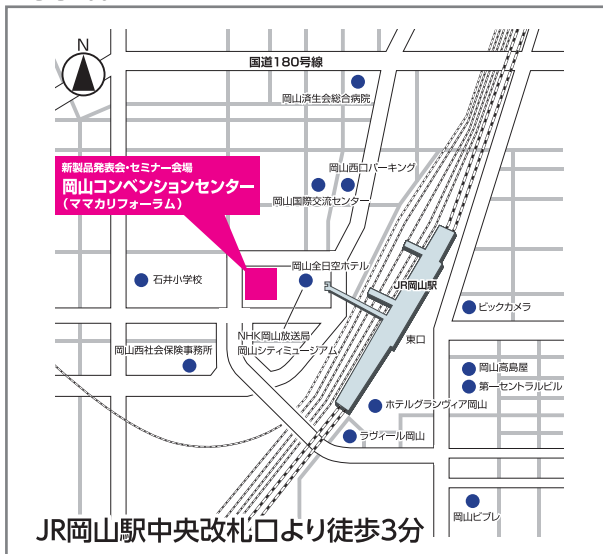 N
国道180号線
岡山済生会総合病院
新製品発表会・セミナー会場
岡山コンベンションセンター
（ママカリフォーラム）
岡山西口パーキング
岡山国際交流センター
石井小学校
岡山全日空ホテル
JR岡山駅
ビックカメラ
NHK岡山放送局
岡山シティミュージアム
東口
岡山西社会保険事務所
岡山高島屋
第一セントラルビル
ホテルグランヴィア岡山
ラヴィール岡山
岡山ビブレ
JR岡山駅中央改札口より徒歩3分